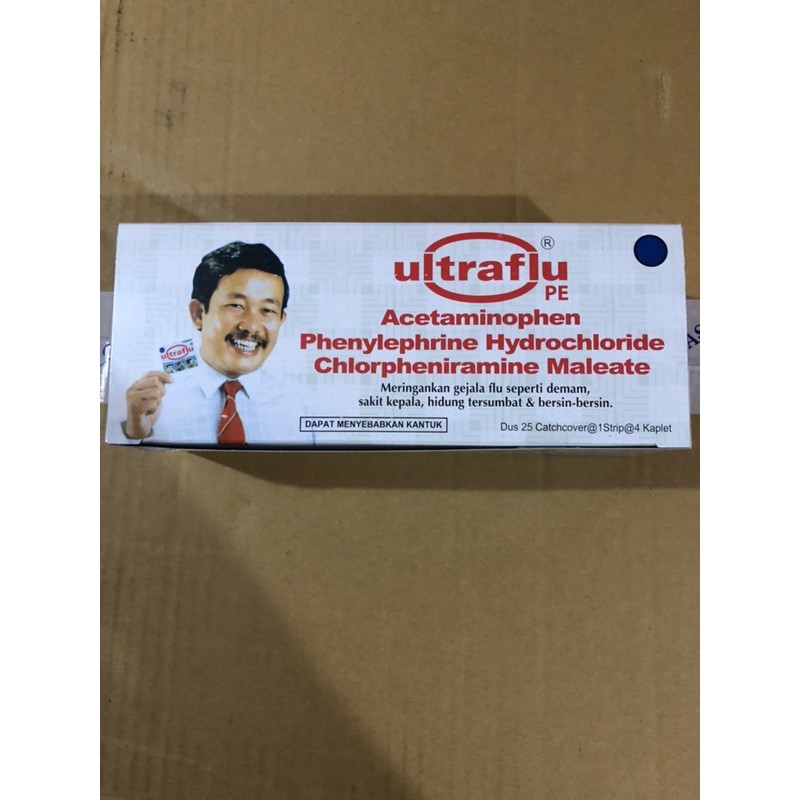 ultraflu
®
PE
Acetaminophen
Phenylephrine Hydrochloride
Chlorpheniramine Maleate
Meringankan gejala flu seperti demam,
sakit kepala, hidung tersumbat & bersin-bersin.
DAPAT MENYEBABKAN KANTUK
Dus 25 Catchcover@1Strip@4 Kaplet
ultraflu